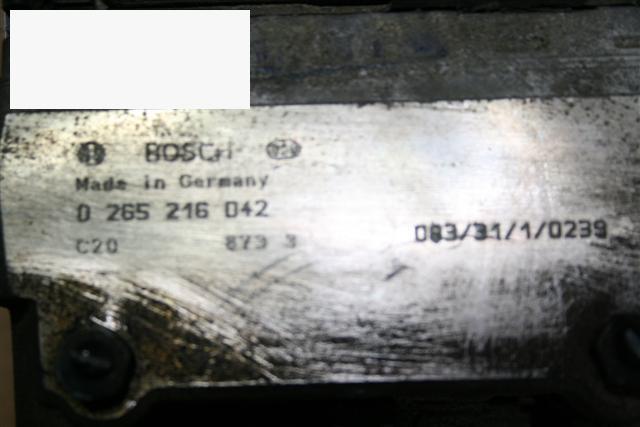 BOSCH
Made in Germany
0 265 216 042
C20 873 3
083/31/1/0239